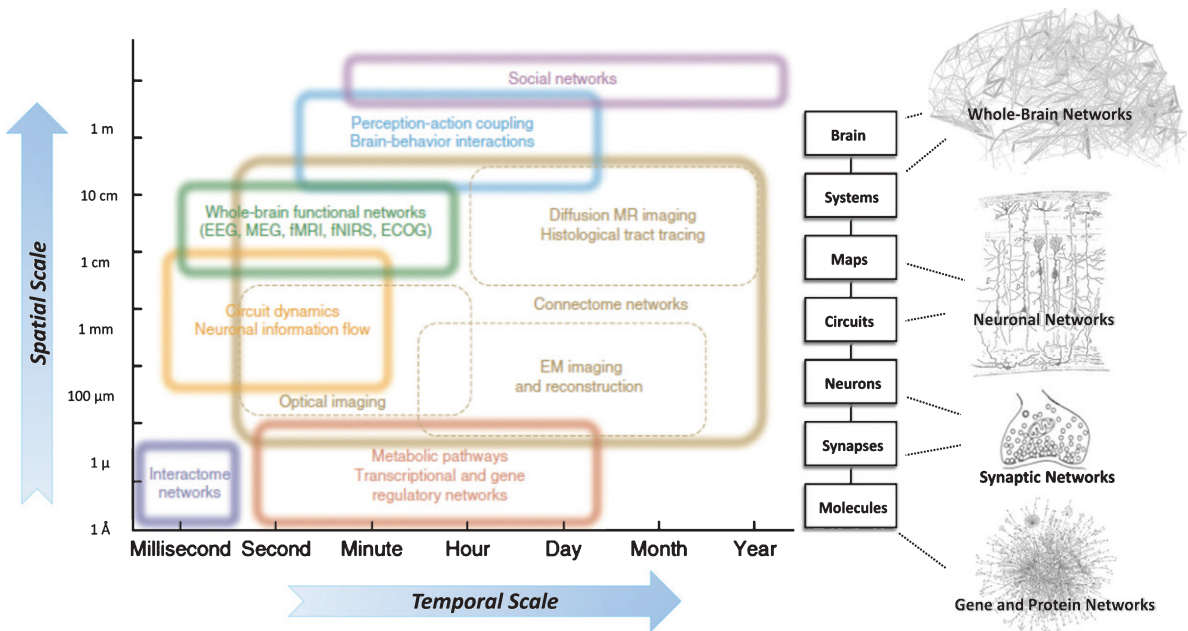 Social networks
Perception-action coupling
Brain-behavior interactions
Whole-brain functional networks
(EEG, MEG, fMRI, fNIRS, ECOG)
Diffusion MR imaging
Histological tract tracing
Circuit dynamics
Neuronal information flow
Connectome networks
EM imaging
and reconstruction
Optical imaging
Metabolic pathways
Transcriptional and gene
regulatory networks
Interactome
networks
Spatial Scale
1 m
10 cm
1 cm
1 mm
100 µm
1 µ
1 Å
Millisecond Second Minute Hour Day Month Year
Temporal Scale
Brain
Systems
Maps
Circuits
Neurons
Synapses
Molecules
Whole-Brain Networks
Neuronal Networks
Synaptic Networks
Gene and Protein Networks